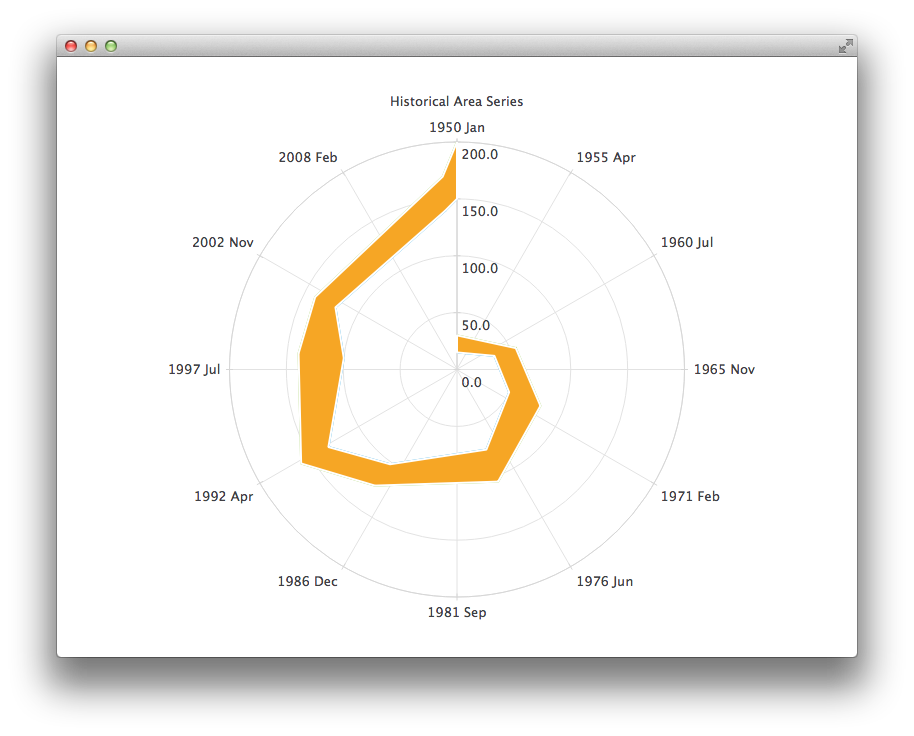 Historical Area Series
1950 Jan
2008 Feb
200.0
1955 Apr
150.0
2002 Nov
1960 Jul
100.0
50.0
1997 Jul
1965 Nov
0.0
1992 Apr
1971 Feb
1986 Dec
1976 Jun
1981 Sep